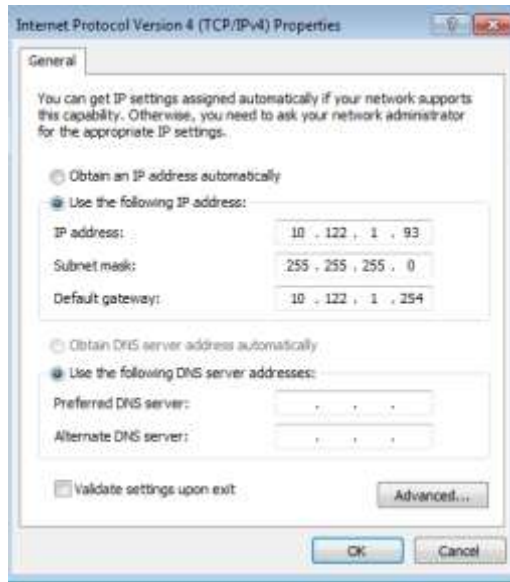 Internet Protocol Version 4 (TCP/IPv4) Properties
General
You can get IP settings assigned automatically if your network supports
this capability. Otherwise, you need to ask your network administrator
for the appropriate IP settings.
Obtain an IP address automatically
Use the following IP address:
IP address: 10 . 122 . 1 . 93
Subnet mask: 255 . 255 . 255 . 0
Default gateway: 10 . 122 . 1 . 254
Obtain DNS server address automatically
Use the following DNS server addresses:
Preferred DNS server: . . .
Alternate DNS server: . . .
Validate settings upon exit
Advanced...
OK Cancel